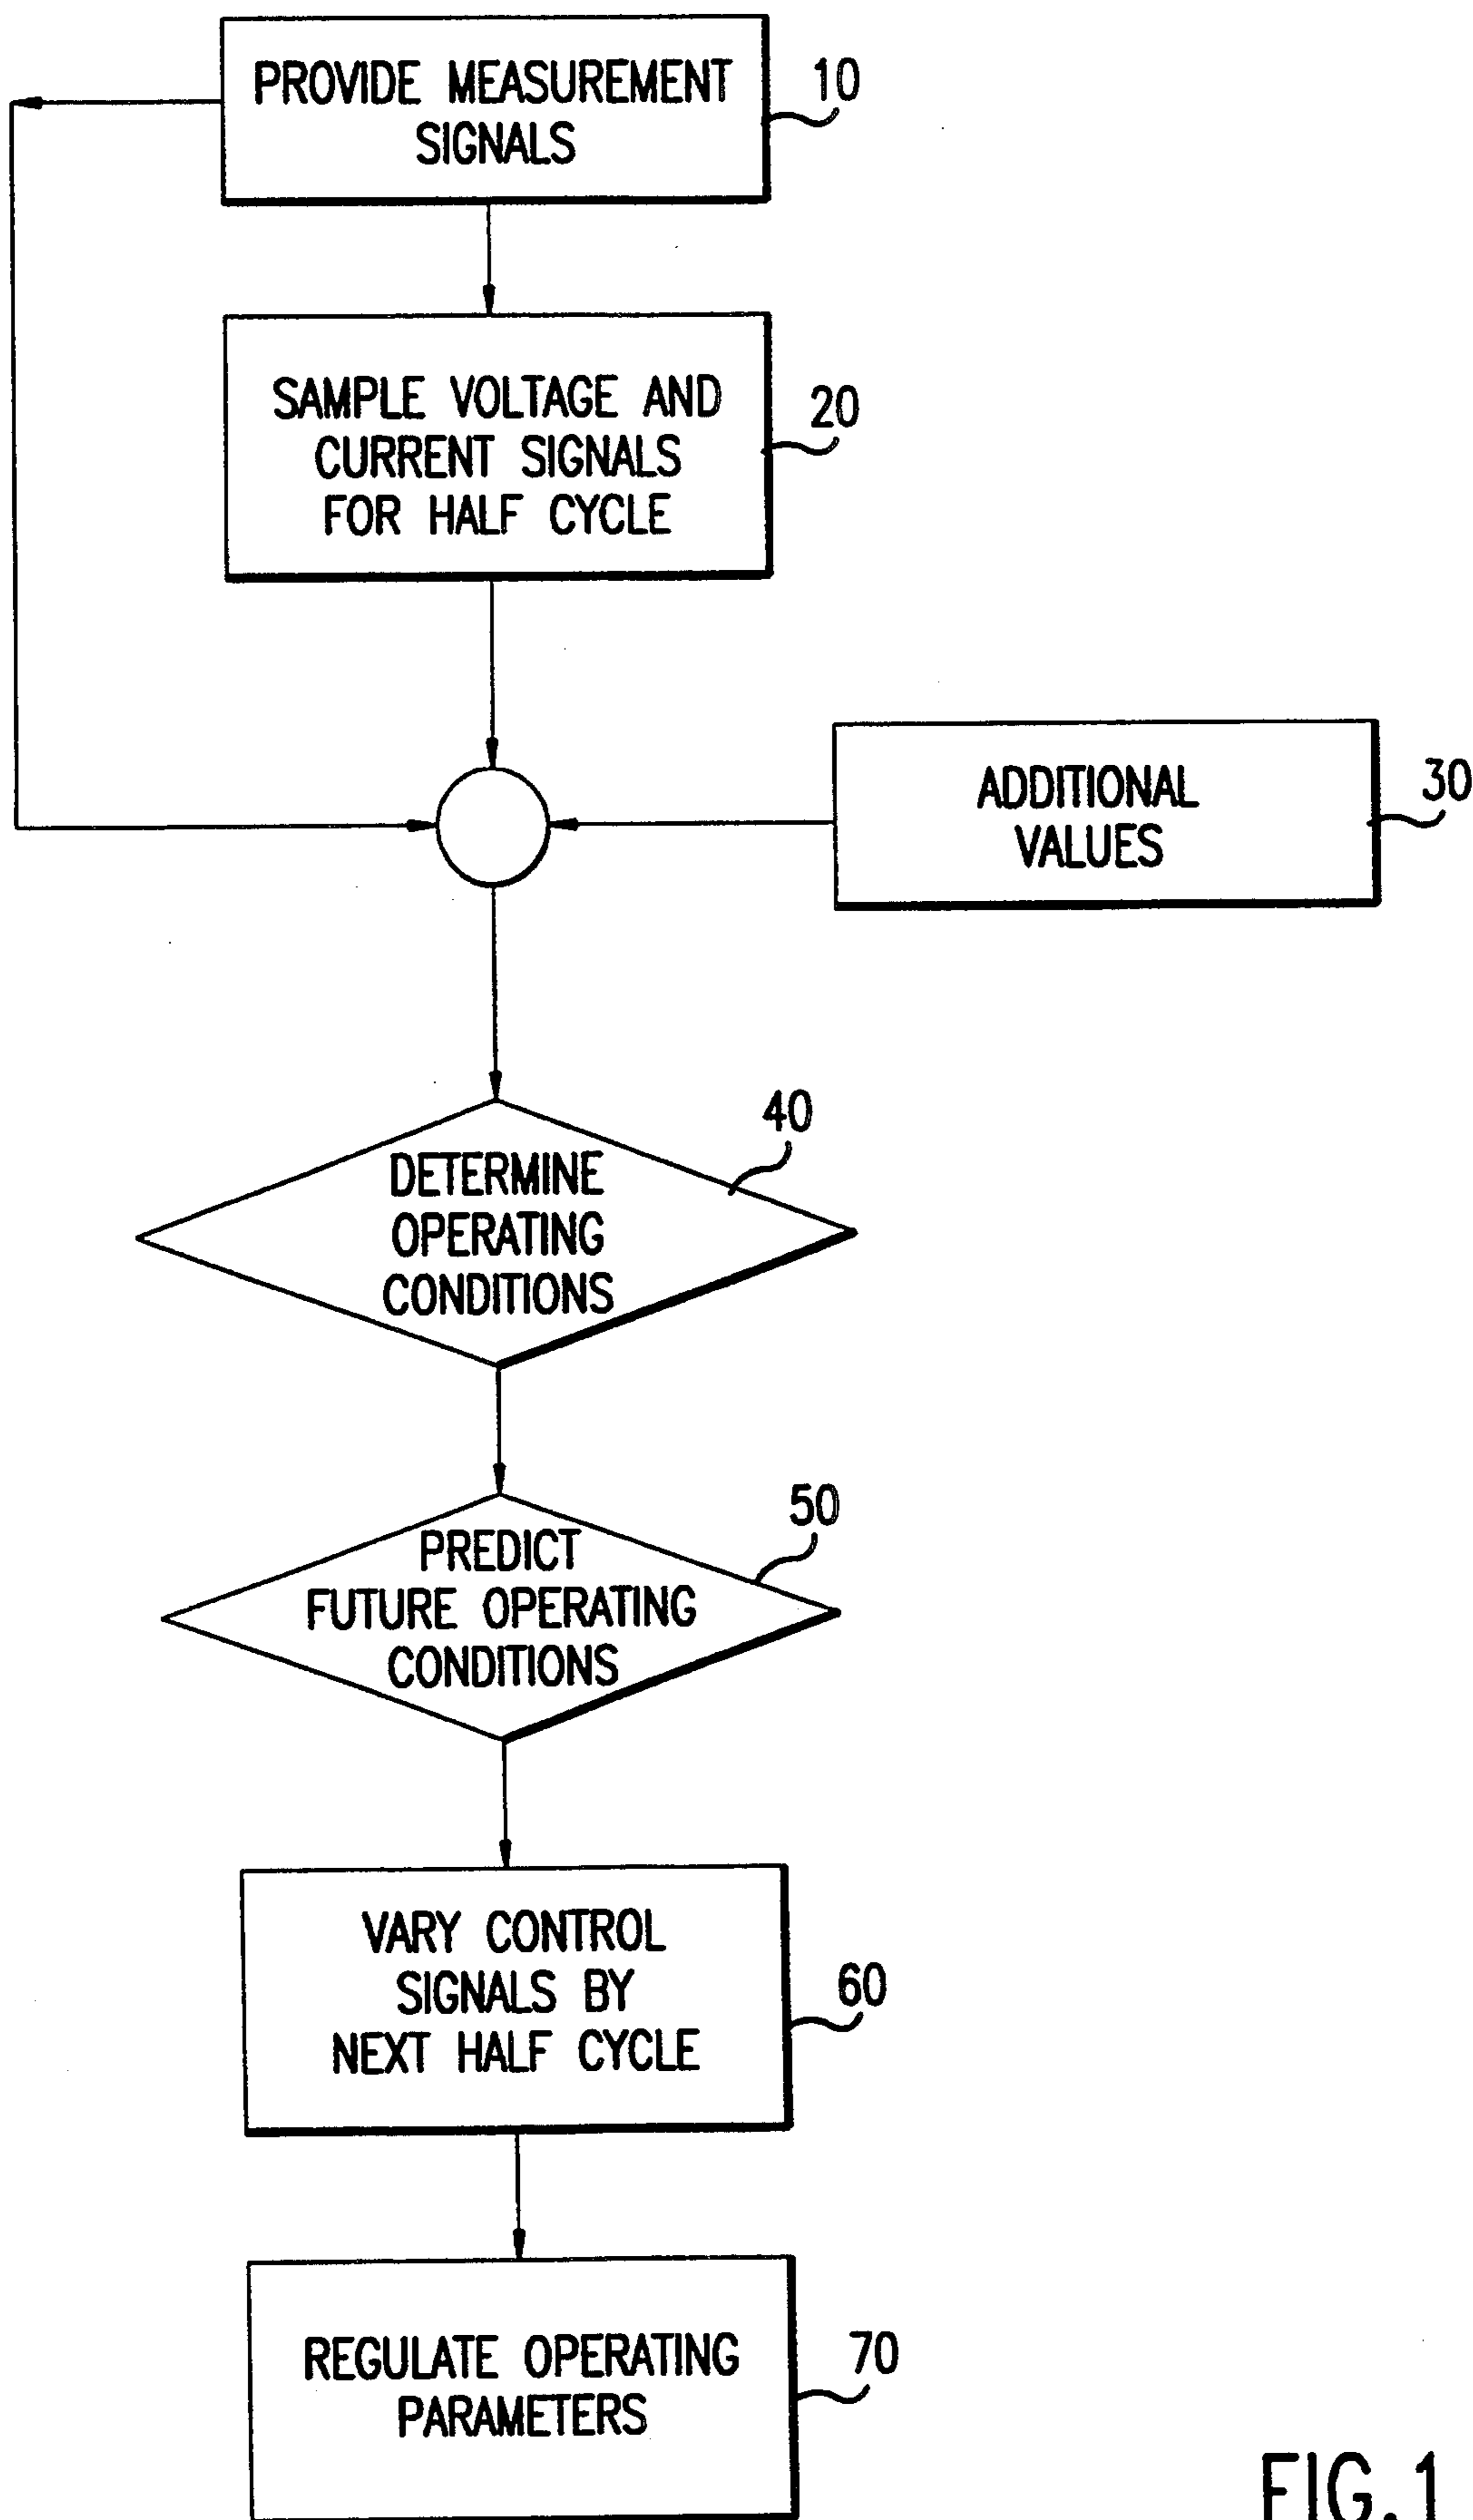 PROVIDE MEASUREMENT
SIGNALS
10
SAMPLE VOLTAGE AND
CURRENT SIGNALS
FOR HALF CYCLE
20
ADDITIONAL
VALUES
30
40
DETERMINE
OPERATING
CONDITIONS
50
PREDICT
FUTURE OPERATING
CONDITIONS
VARY CONTROL
SIGNALS BY
NEXT HALF CYCLE
60
REGULATE OPERATING
PARAMETERS
70
FIG. 1